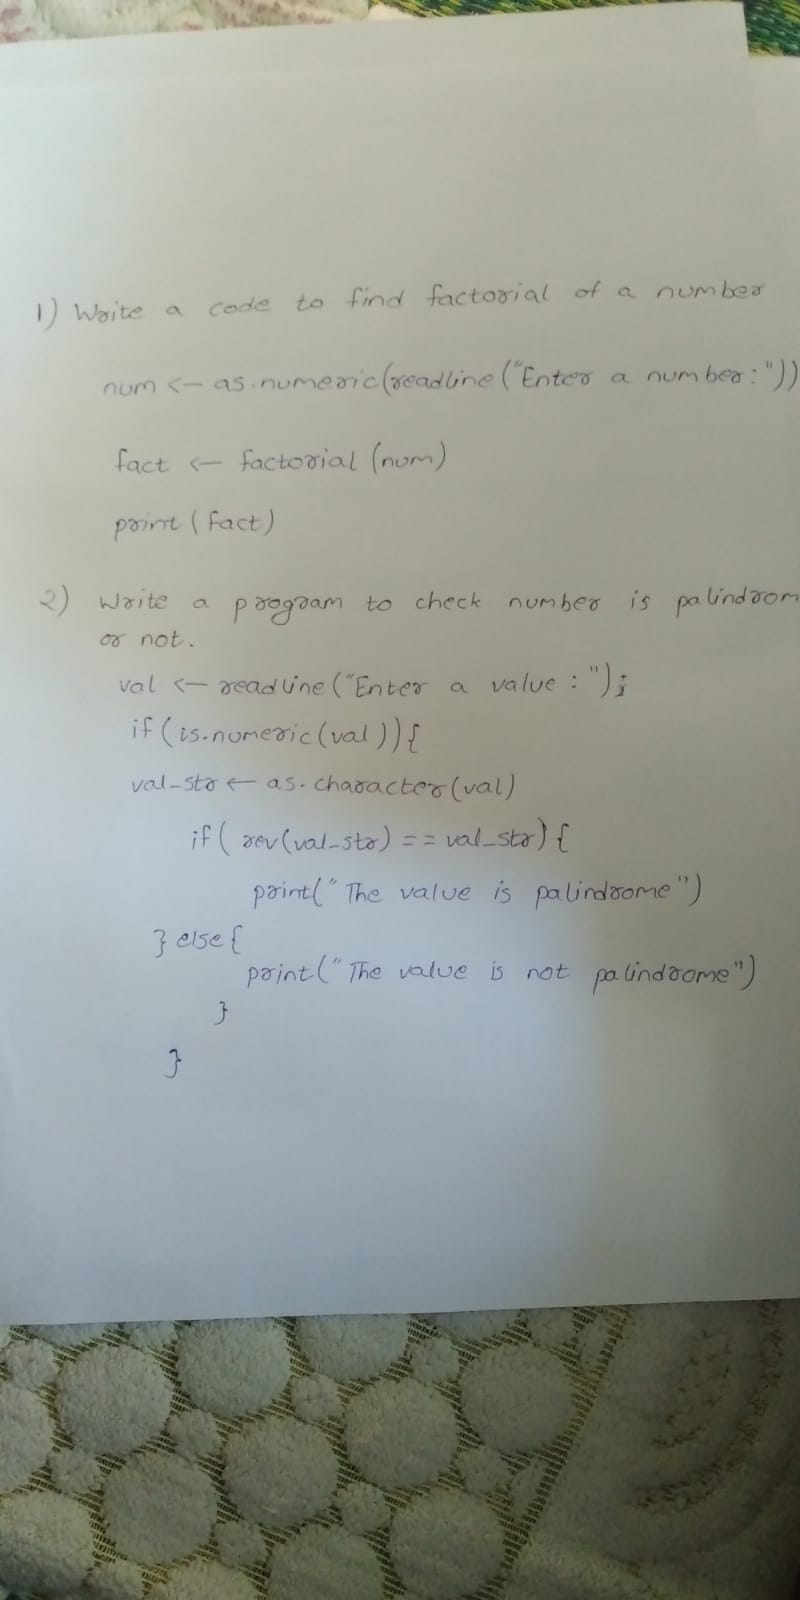 1) Write a code to find factorial of a number
num <- as.numeric(readline("Enter a number:"))
fact <- factorial (num)
print (fact)
2) Write a program to check number is palindrom
or not.
val <- readline("Enter a value :");
if (is.numeric(val)){
val_str <- as.character(val)
if( rev(val_str) == val_str) {
print("The value is palindrome")
} else {
print("The value is not palindrome")
}
}